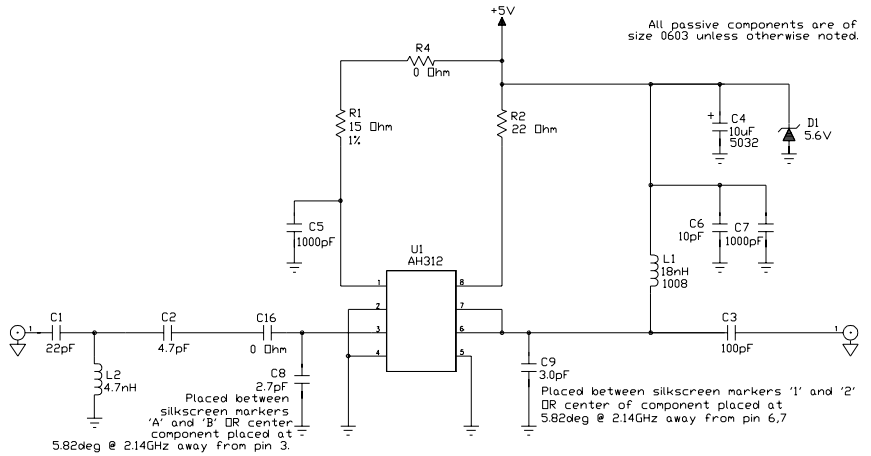 +5V
All passive components are of
size 0603 unless otherwise noted.
R4
0 Ohm
R1
15 Ohm
1%
R2
22 Ohm
+ C4
10uF
5032
D1
5.6V
C5
1000pF
C6
10pF
C7
1000pF
U1
AH312
L1
18nH
1008
1 8
2 7
3 6
4 5
1 C1
22pF
C2
4.7pF
C16
0 Ohm
C3
100pF
1
L2
4.7nH
C8
2.7pF
C9
3.0pF
Placed between
silkscreen markers
'A' and 'B' OR center
component placed at
5.82deg @ 2.14GHz away from pin 3.
Placed between silkscreen markers '1' and '2'
OR center of component placed at
5.82deg @ 2.14GHz away from pin 6,7